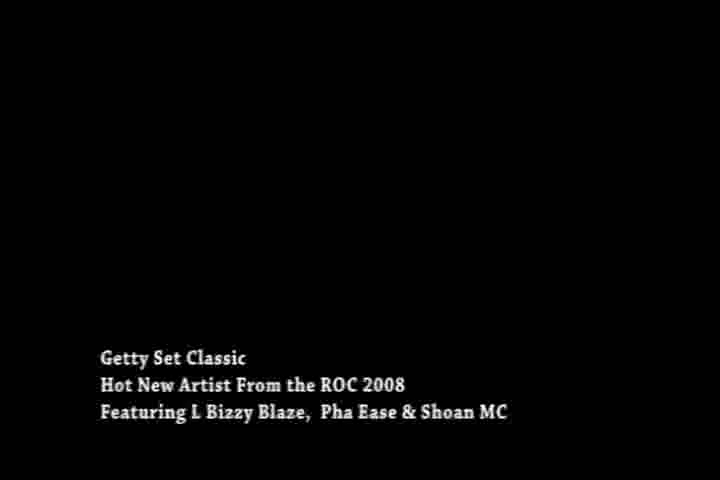 Getty Set Classic
Hot New Artist From the ROC 2008
Featuring L Bizzy Blaze, Pha Ease & Shoan MC